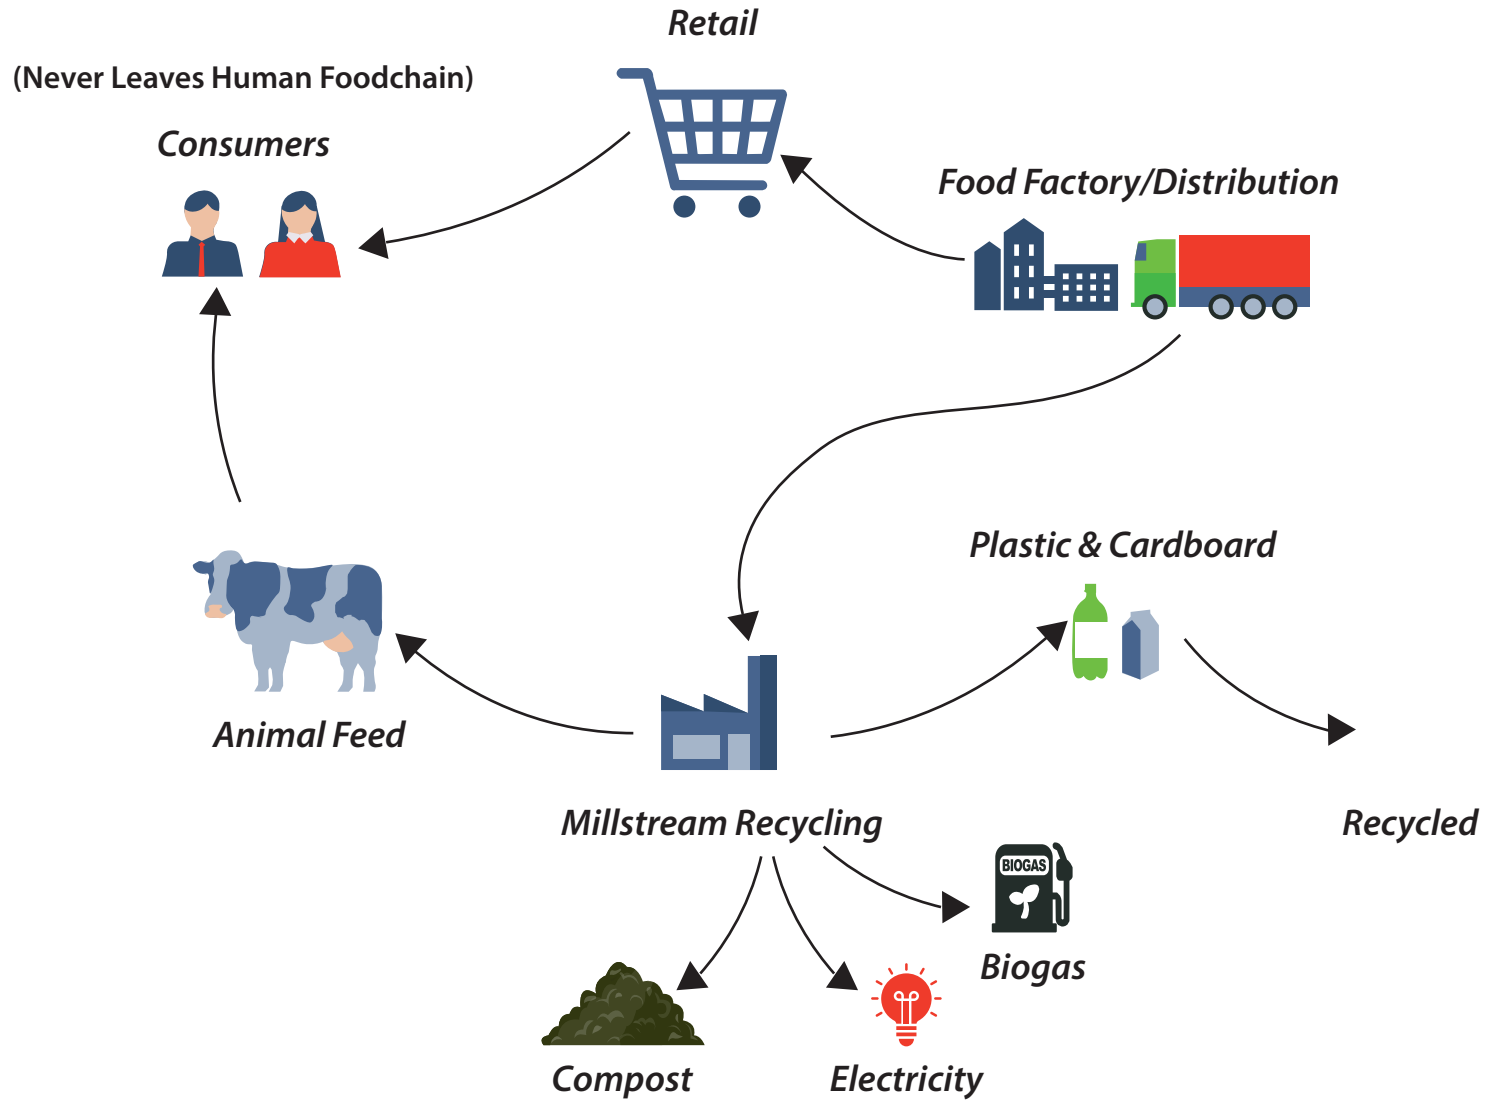 Retail
(Never Leaves Human Foodchain)
Consumers
Food Factory/Distribution
Plastic & Cardboard
Animal Feed
Millstream Recycling
Recycled
BIOGAS
Biogas
Compost
Electricity